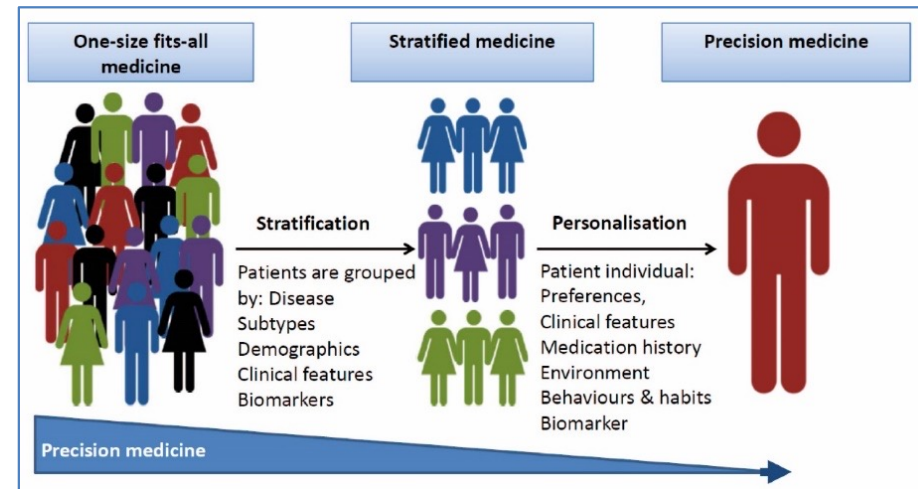 One-size fits-all
medicine
Stratified medicine
Precision medicine
Stratification
Patients are grouped
by: Disease
Subtypes
Demographics
Clinical features
Biomarkers
Personalisation
Patient individual:
Preferences,
Clinical features
Medication history
Environment
Behaviours & habits
Biomarker
Precision medicine